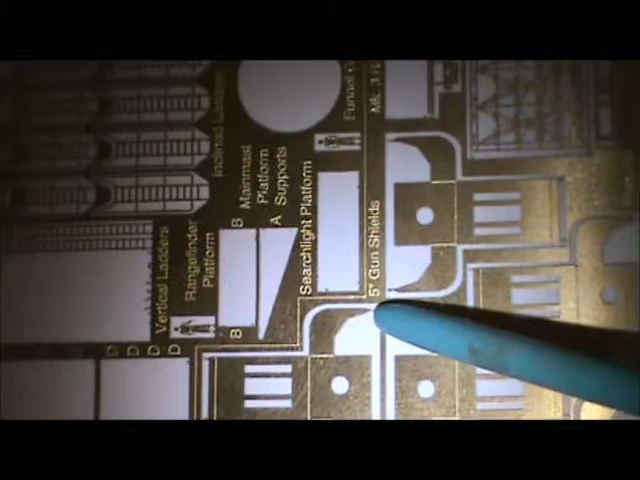 Inclined Ladders
Mainmast
Platform
Supports
B
A
B
Searchlight Platform
5" Gun Shields
Rangefinder
Platform
Vertical Ladders
D D D D